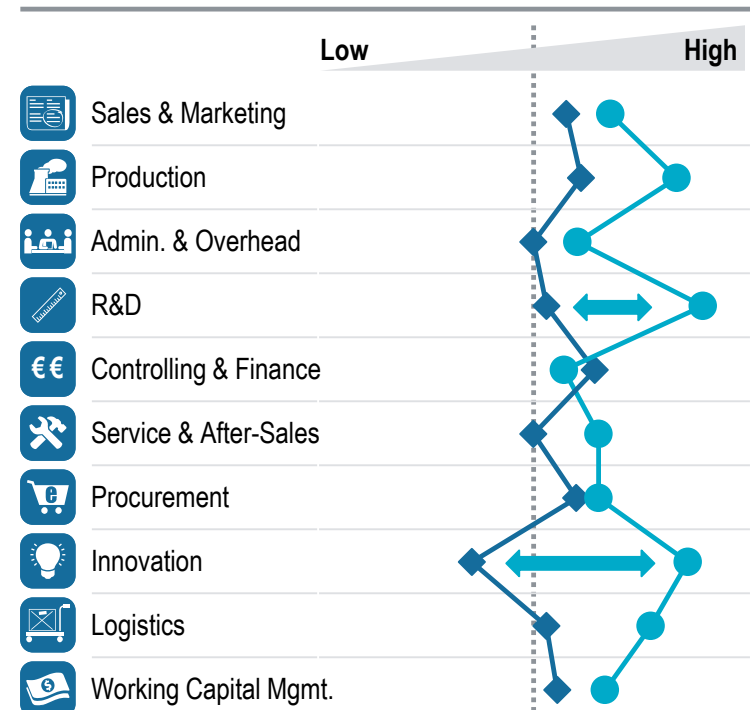 Low High
Sales & Marketing
Production
Admin. & Overhead
R&D
€€ Controlling & Finance
Service & After-Sales
e Procurement
Innovation
Logistics
Working Capital Mgmt.